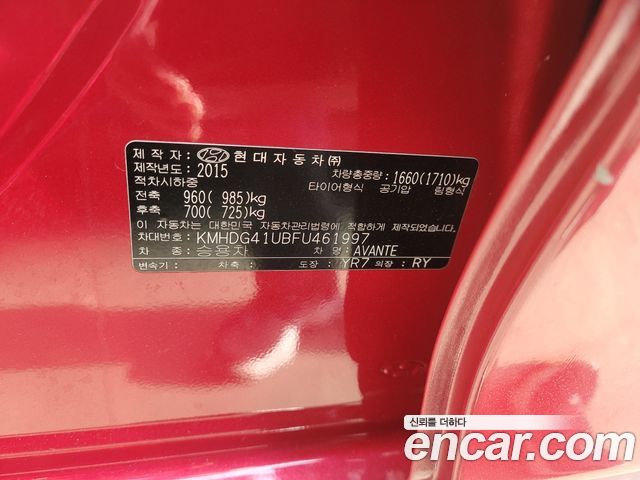 제 작 자 : 현대자동차㈜
제작년도: 2015 차량총중량: 1660(1710)kg
적차시하중 타이어형식 공기압 림형식
전축 960( 985)kg
후축 700( 725)kg
이 자동차는 대한민국 자동차관리법령에 적합하게 제작되었음.
차대번호: KMHDG41UBFU461997
차 종 : 승용차 차 명: AVANTE
변속기 : 차축 : 도장 : YR7 의장 : RY
신뢰를 더하다
encar.com